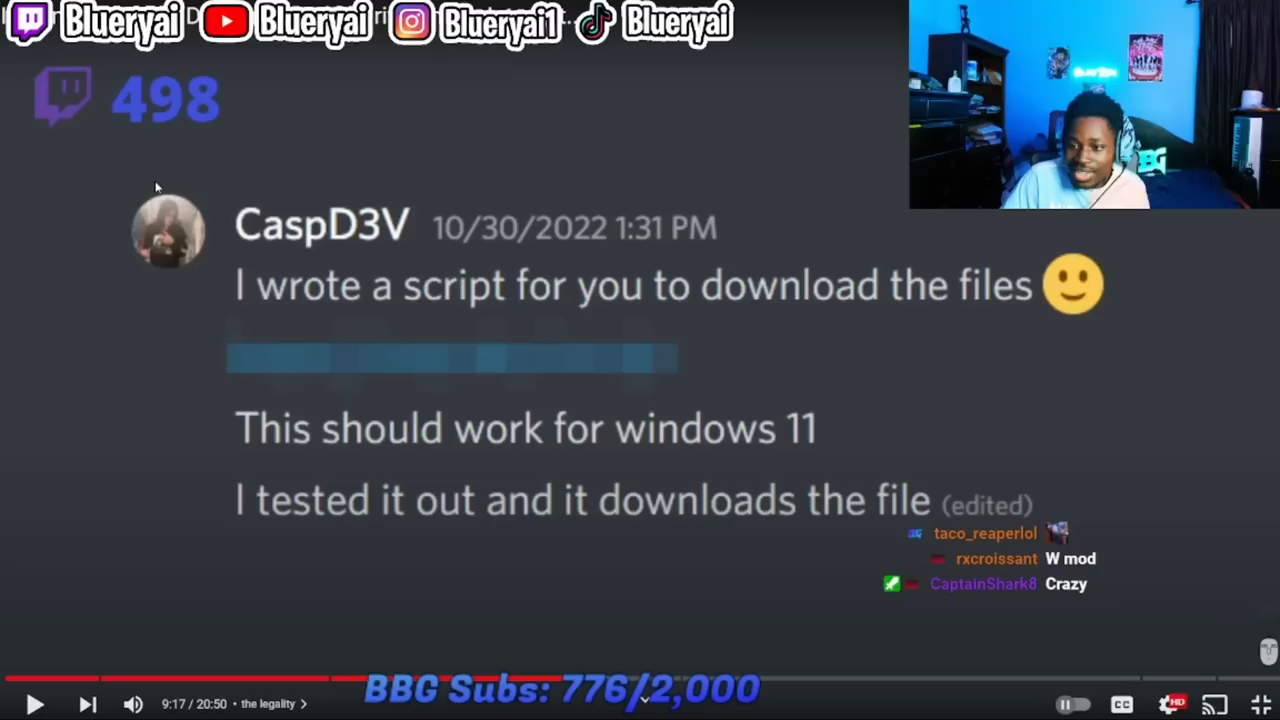 Blueryai Blueryai Blueryai1 Blueryai
498
CaspD3V 10/30/2022 1:31 PM
I wrote a script for you to download the files
This should work for windows 11
I tested it out and it downloads the file (edited)
taco_reaperlol
rxcroissant W mod
CaptainShark8 Crazy
BBG Subs: 776/2,000
9:17 / 20:50 • the legality >
CC
HD